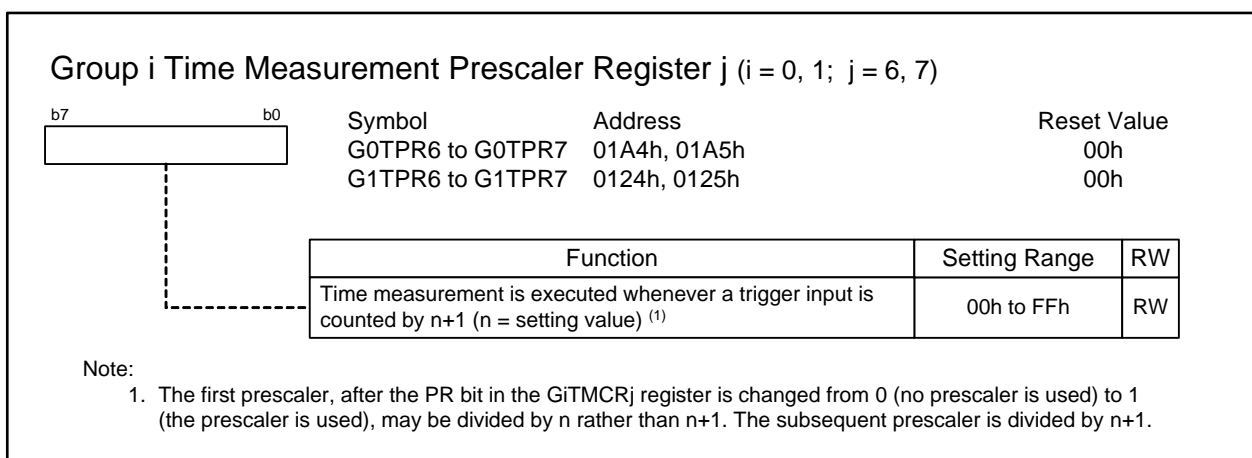 Group i Time Measurement Prescaler Register j (i = 0, 1; j = 6, 7)
b7 b0 Symbol Address Reset Value
G0TPR6 to G0TPR7 01A4h, 01A5h 00h
G1TPR6 to G1TPR7 0124h, 0125h 00h
Function Setting Range RW
Time measurement is executed whenever a trigger input is
counted by n+1 (n = setting value) (1) 00h to FFh RW
Note:
1. The first prescaler, after the PR bit in the GiTMCRj register is changed from 0 (no prescaler is used) to 1
(the prescaler is used), may be divided by n rather than n+1. The subsequent prescaler is divided by n+1.